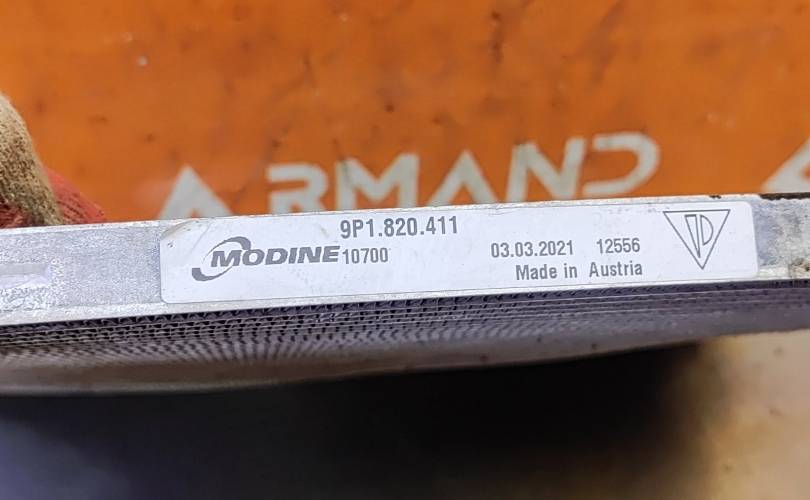 ARMAND
9P1.820.411
MODINE 10700
03.03.2021 12556
Made in Austria